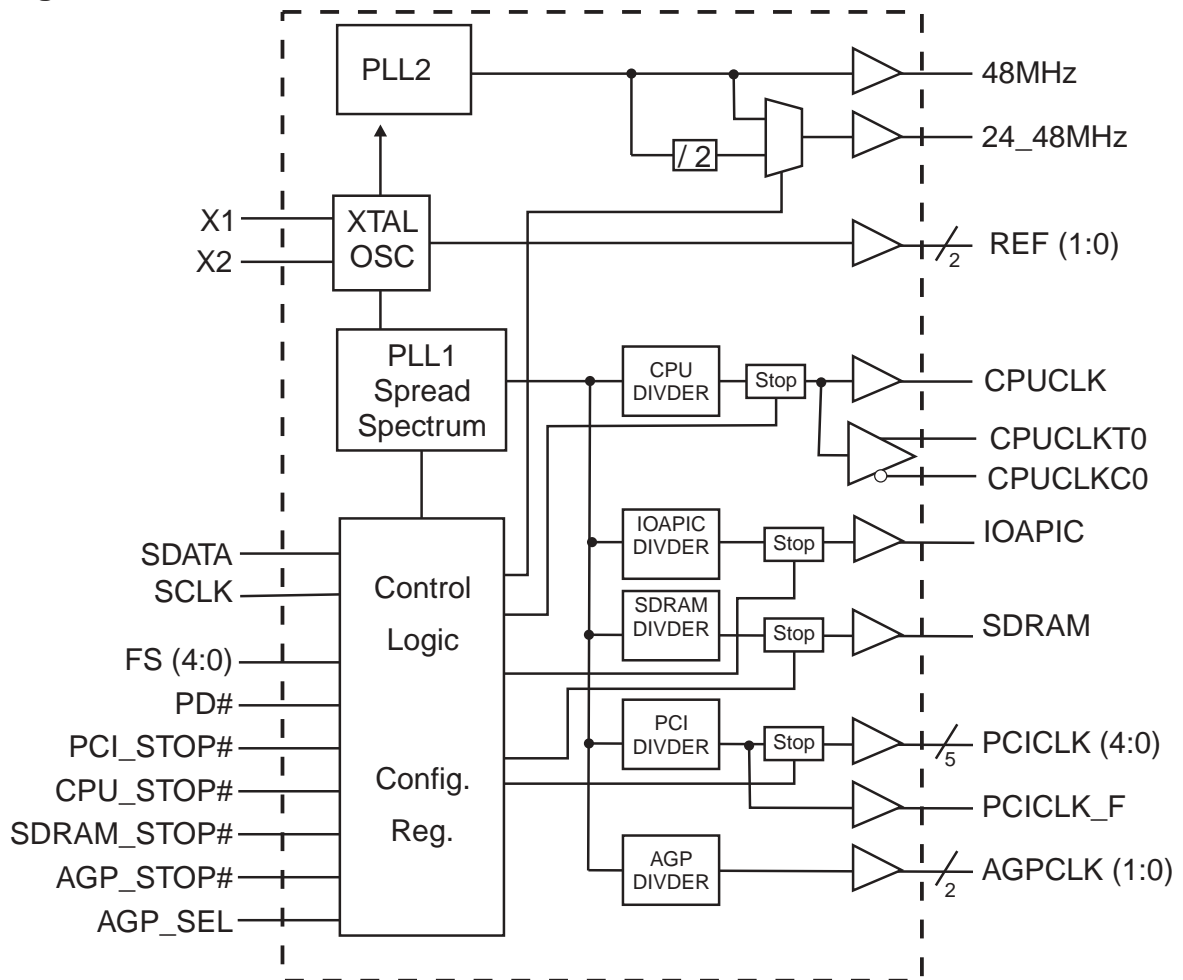 PLL2
48MHz
24_48MHz
/ 2
X1
X2
XTAL
OSC
2
REF (1:0)
PLL1
Spread
Spectrum
CPU
DIVDER
Stop
CPUCLK
CPUCLKT0
CPUCLKC0
IOAPIC
DIVDER
Stop
IOAPIC
SDATA
SCLK
Control
Logic
SDRAM
DIVDER
Stop
SDRAM
FS (4:0)
PD#
PCI_STOP#
CPU_STOP#
SDRAM_STOP#
AGP_STOP#
AGP_SEL
Config.
Reg.
PCI
DIVDER
Stop
5
PCICLK (4:0)
PCICLK_F
AGP
DIVDER
2
AGPCLK (1:0)